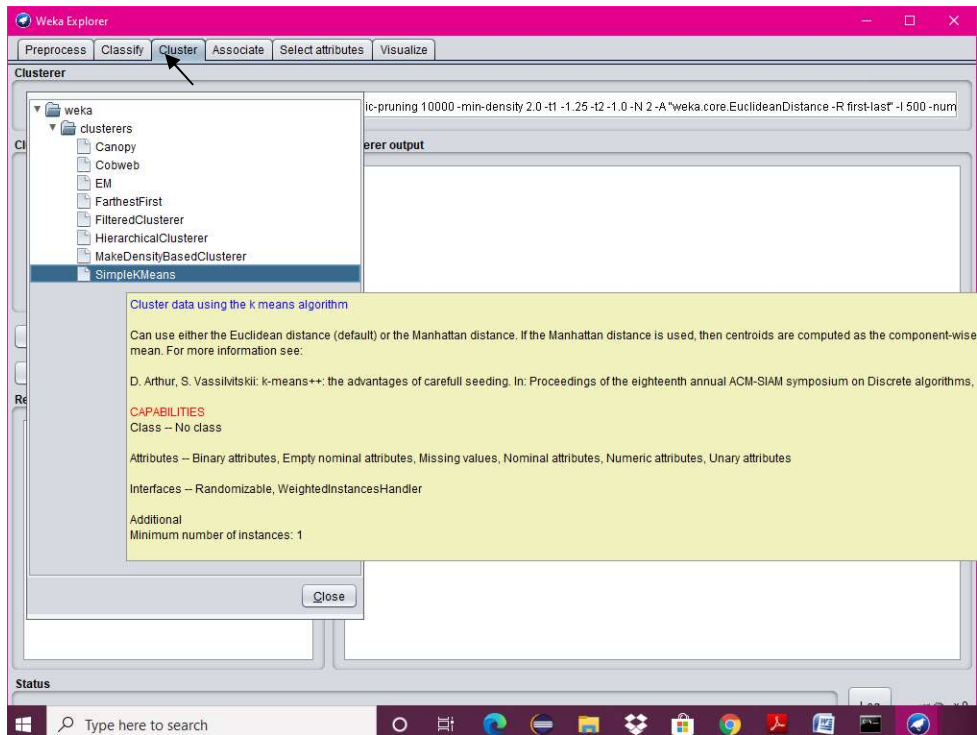 Weka Explorer
Preprocess Classify Cluster Associate Select attributes Visualize
Clusterer
ic-pruning 10000 -min-density 2.0 -t1 -1.25 -t2 -1.0 -N 2 -A "weka.core.EuclideanDistance -R first-last" -I 500 -num
weka
clusterers
Canopy
Cobweb
EM
FarthestFirst
FilteredClusterer
HierarchicalClusterer
MakeDensityBasedClusterer
SimpleKMeans
Cl
erer output
Cluster data using the k means algorithm
Can use either the Euclidean distance (default) or the Manhattan distance. If the Manhattan distance is used, then centroids are computed as the component-wise
mean. For more information see:
D. Arthur, S. Vassilvitskii: k-means++: the advantages of carefull seeding. In: Proceedings of the eighteenth annual ACM-SIAM symposium on Discrete algorithms,
Re
CAPABILITIES
Class -- No class
Attributes -- Binary attributes, Empty nominal attributes, Missing values, Nominal attributes, Numeric attributes, Unary attributes
Interfaces -- Randomizable, WeightedInstancesHandler
Additional
Minimum number of instances: 1
Close
Status
Log
x 0
Type here to search